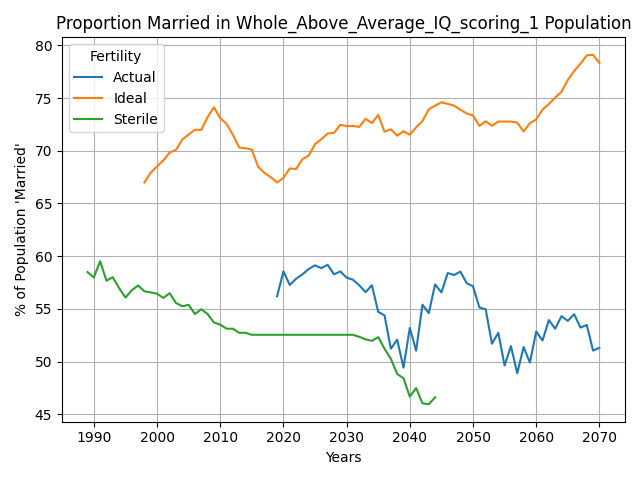 Proportion Married in Whole_Above_Average_IQ_scoring_1 Population
Fertility
Actual
Ideal
Sterile
% of Population 'Married'
80
75
70
65
60
55
50
45
1990 2000 2010 2020 2030 2040 2050 2060 2070
Years